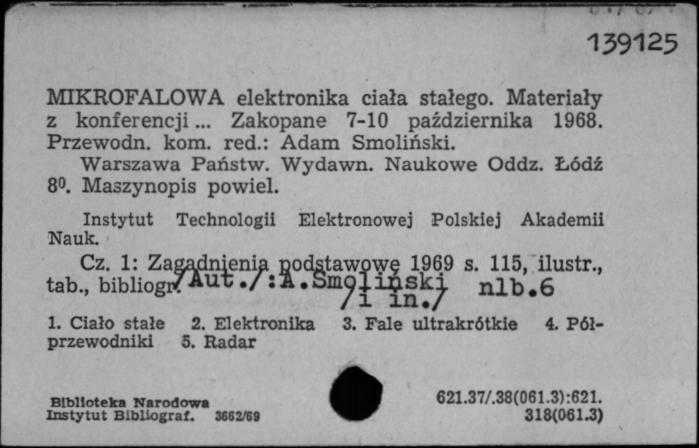 139125
MIKROFALOWA elektronika ciała stałego. Materiały
z konferencji ... Zakopane 7-10 października 1968.
Przewodn. kom. red.: Adam Smoliński.
Warszawa Państw. Wydawn. Naukowe Oddz. Łódź
8º. Maszynopis powiel.
Instytut Technologii Elektronowej Polskiej Akademii
Nauk.
Cz. 1: Zagadnienia podstawowe 1969 s. 115, ilustr.,
tab., bibliogr. /Aut./:A.Smoliński nlb.6
/i in./
1. Ciało stałe 2. Elektronika 3. Fale ultrakrótkie 4. Pół-
przewodniki 5. Radar
Biblioteka Narodowa 621.37/.38(061.3):621.
Instytut Bibliograf. 3662/69 318(061.3)